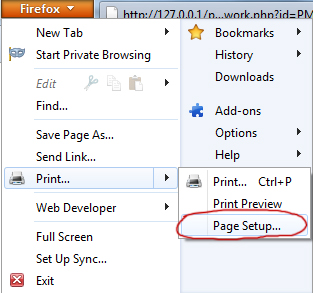 Firefox
http://127.0.0.1/p...work.php?id=PM
New Tab
Start Private Browsing
Edit
Find...
Save Page As...
Send Link...
Print...
Web Developer
Full Screen
Set Up Sync...
Exit
Bookmarks
History
Downloads
Add-ons
Options
Help
Print... Ctrl+P
Print Preview
Page Setup...